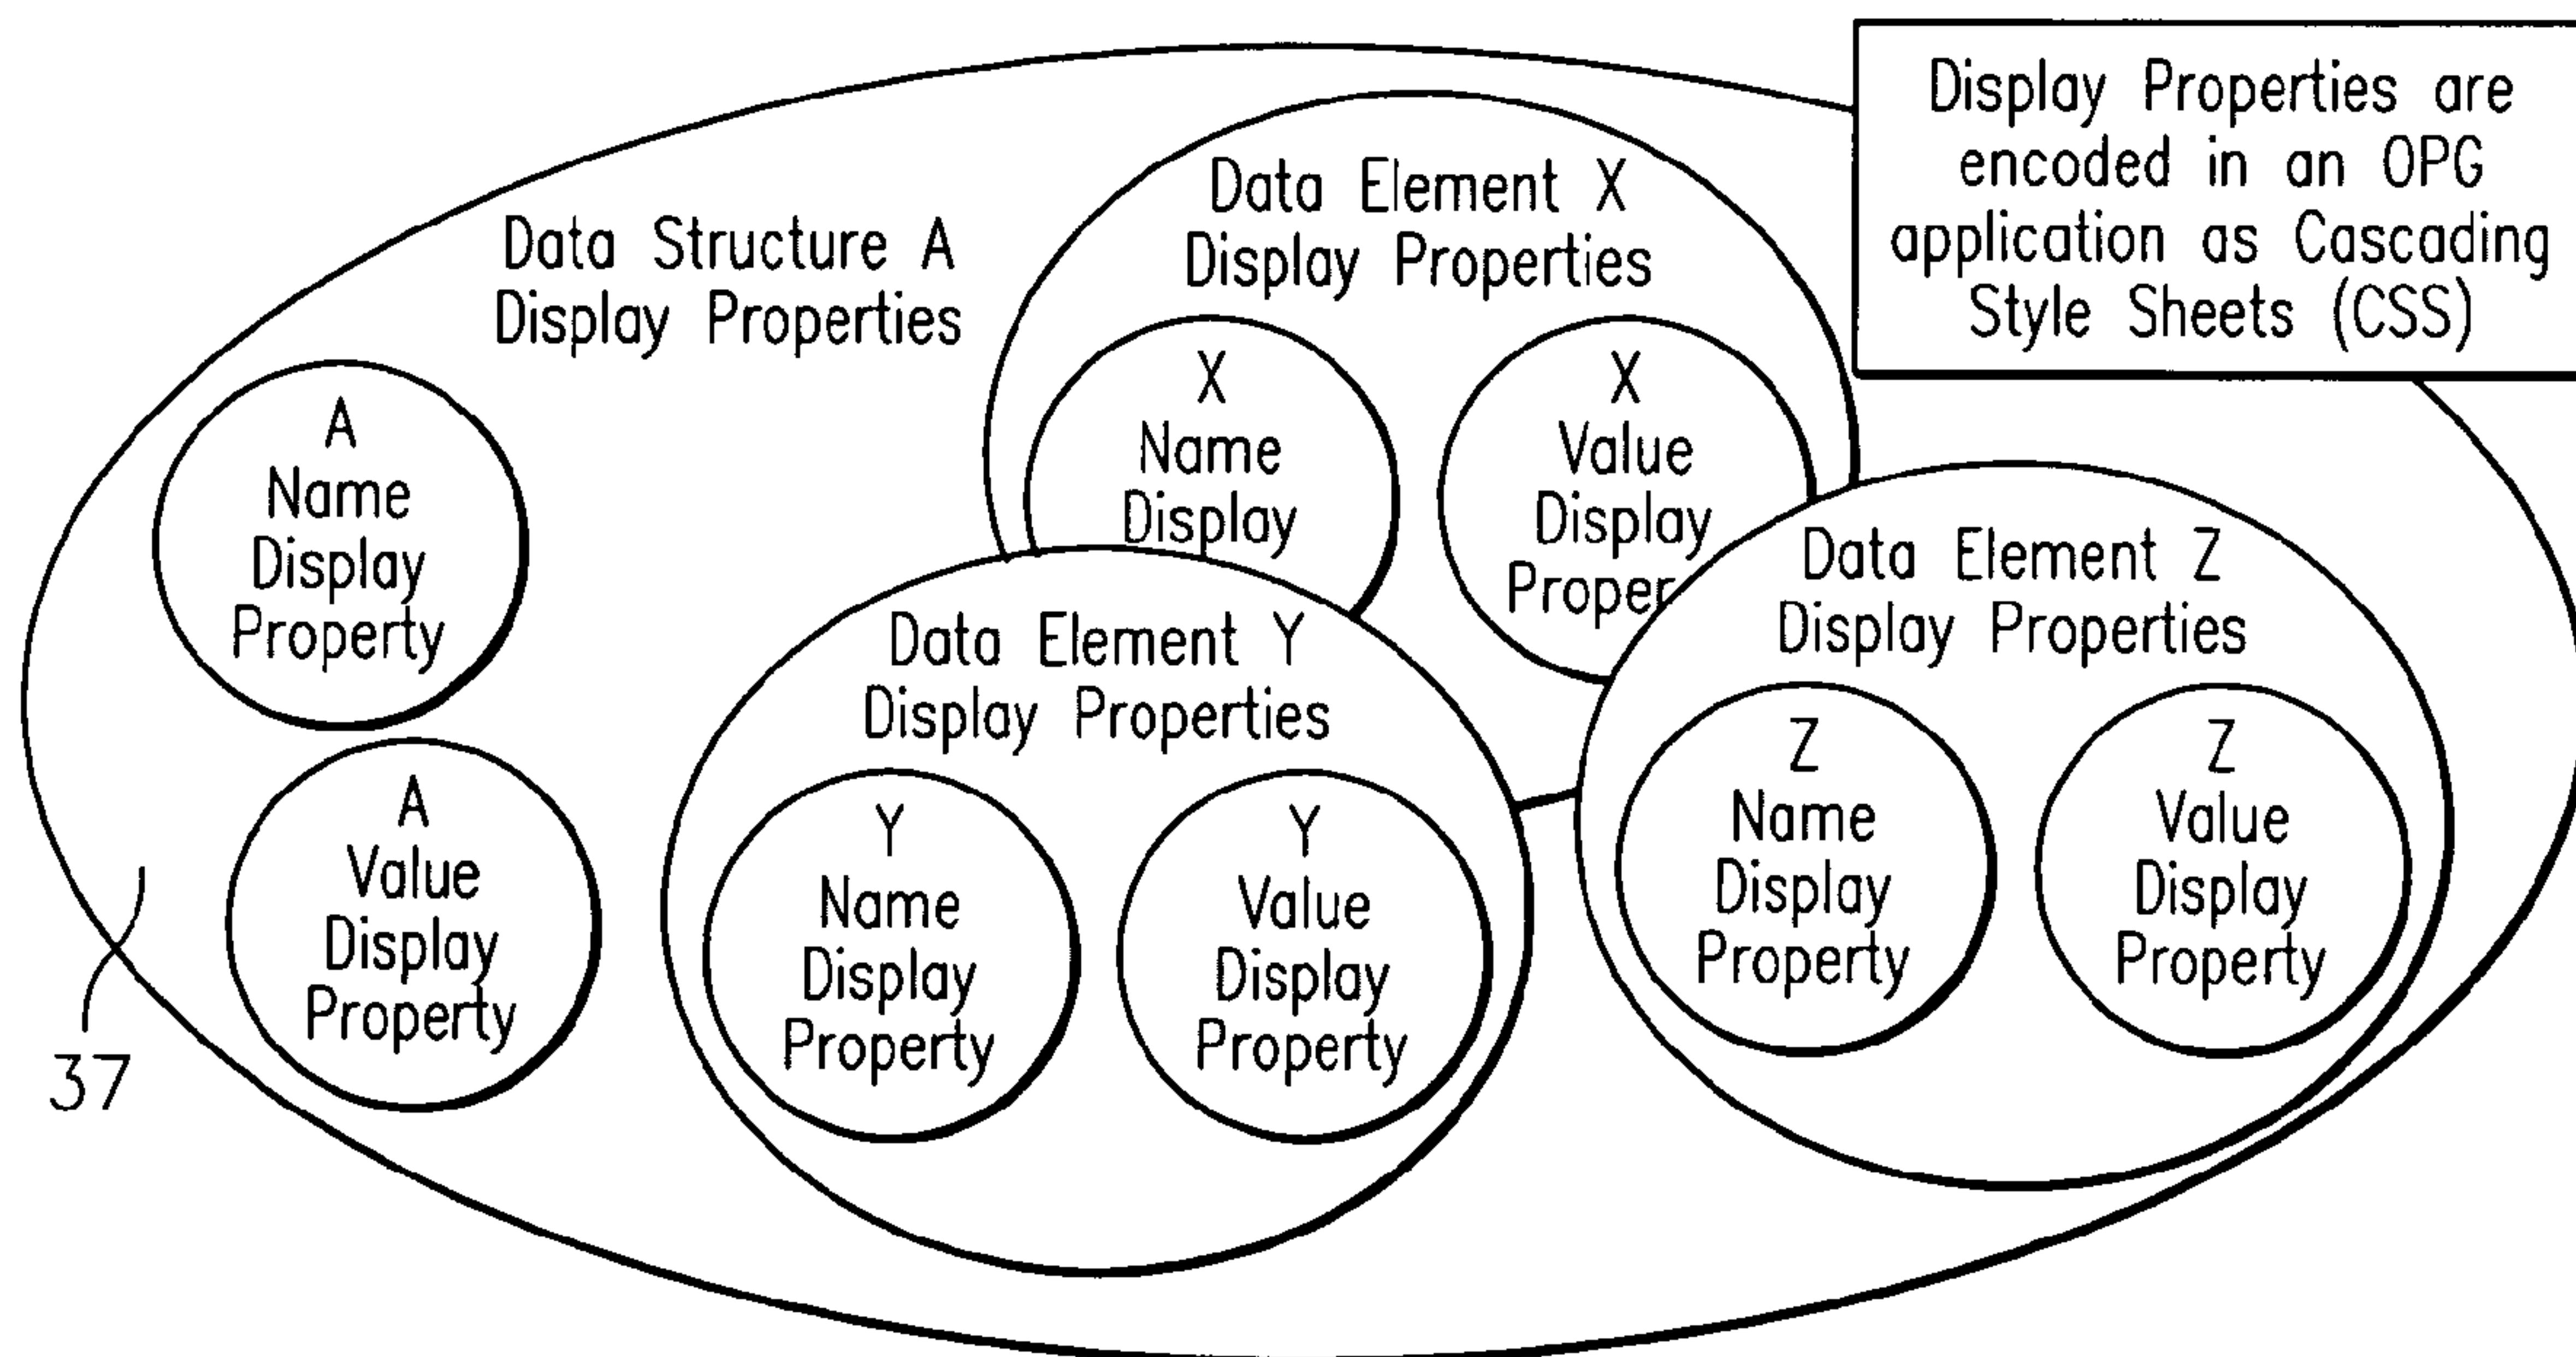 Display Properties are
encoded in an OPG
application as Cascading
Style Sheets (CSS)
Data Element X
Display Properties
Data Structure A
Display Properties
X
Name
Display
X
Value
Display
A
Name
Display
Property
Data Element Z
Display Properties
Data Element Y
Display Properties
Z
Name
Display
Property
Z
Value
Display
Property
A
Value
Display
Property
Y
Name
Display
Property
Y
Value
Display
Property
37